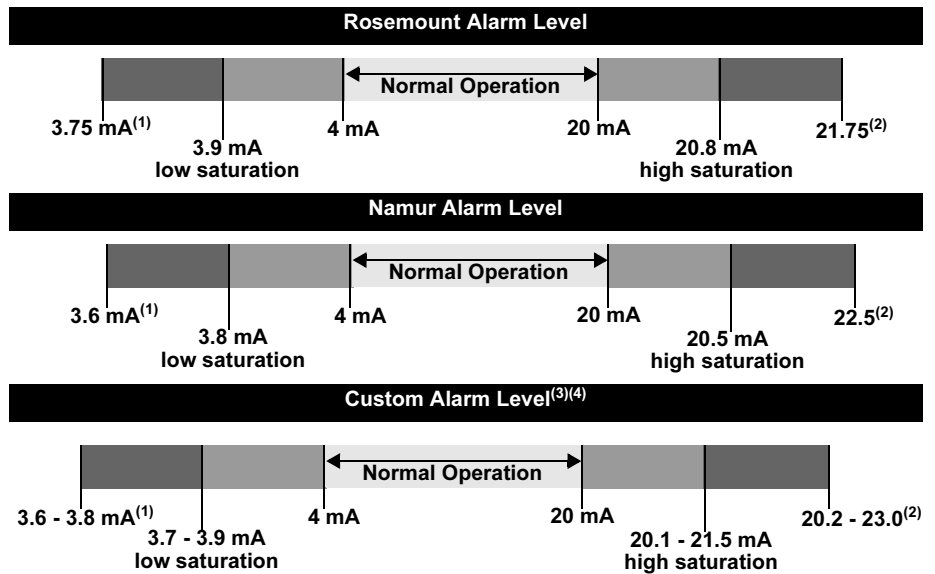 Rosemount Alarm Level
Normal Operation
3.75 mA(1)
4 mA
20 mA
21.75(2)
3.9 mA
low saturation
20.8 mA
high saturation
Namur Alarm Level
Normal Operation
3.6 mA(1)
4 mA
20 mA
22.5(2)
3.8 mA
low saturation
20.5 mA
high saturation
Custom Alarm Level(3)(4)
Normal Operation
3.6 - 3.8 mA(1)
4 mA
20 mA
20.2 - 23.0(2)
3.7 - 3.9 mA
low saturation
20.1 - 21.5 mA
high saturation